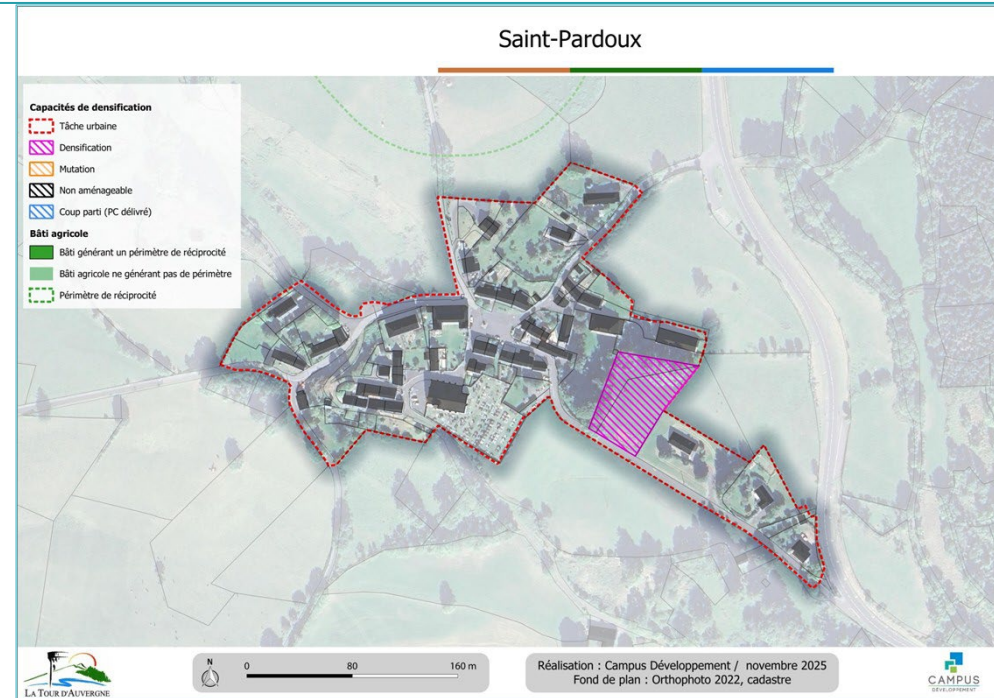 Saint-Pardoux
Capacités de densification
Tâche urbaine
Densification
Mutation
Non aménageable
Coup parti (PC délivré)
Bâti agricole
Bâti générant un périmètre de réciprocité
Bâti agricole ne générant pas de périmètre
Périmètre de réciprocité
LA TOUR D'AUVERGNE
N
0 80 160 m
Réalisation : Campus Développement / novembre 2025
Fond de plan : Orthophoto 2022, cadastre
CAMPUS
DÉVELOPPEMENT